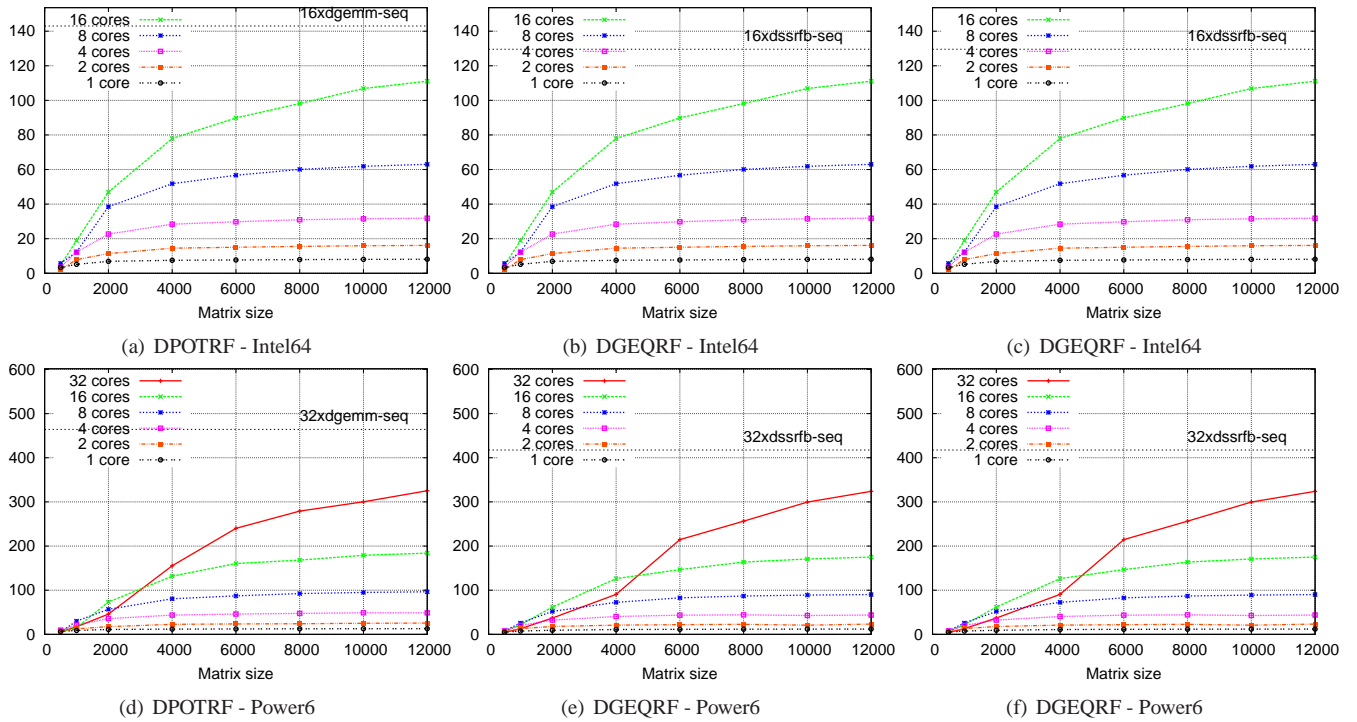 140
120
100
80
60
40
20
0
16 cores
8 cores
4 cores
2 cores
1 core
16xdgemm-seq
0 2000 4000 6000 8000 10000 12000
Matrix size
(a) DPOTRF - Intel64
140
120
100
80
60
40
20
0
16 cores
8 cores
4 cores
2 cores
1 core
16xdssrfb-seq
0 2000 4000 6000 8000 10000 12000
Matrix size
(b) DGEQRF - Intel64
140
120
100
80
60
40
20
0
16 cores
8 cores
4 cores
2 cores
1 core
16xdssrfb-seq
0 2000 4000 6000 8000 10000 12000
Matrix size
(c) DGEQRF - Intel64
600
500
400
300
200
100
0
32 cores
16 cores
8 cores
4 cores
2 cores
1 core
32xdgemm-seq
0 2000 4000 6000 8000 10000 12000
Matrix size
(d) DPOTRF - Power6
600
500
400
300
200
100
0
32 cores
16 cores
8 cores
4 cores
2 cores
1 core
32xdssrfb-seq
0 2000 4000 6000 8000 10000 12000
Matrix size
(e) DGEQRF - Power6
600
500
400
300
200
100
0
32 cores
16 cores
8 cores
4 cores
2 cores
1 core
32xdssrfb-seq
0 2000 4000 6000 8000 10000 12000
Matrix size
(f) DGEQRF - Power6